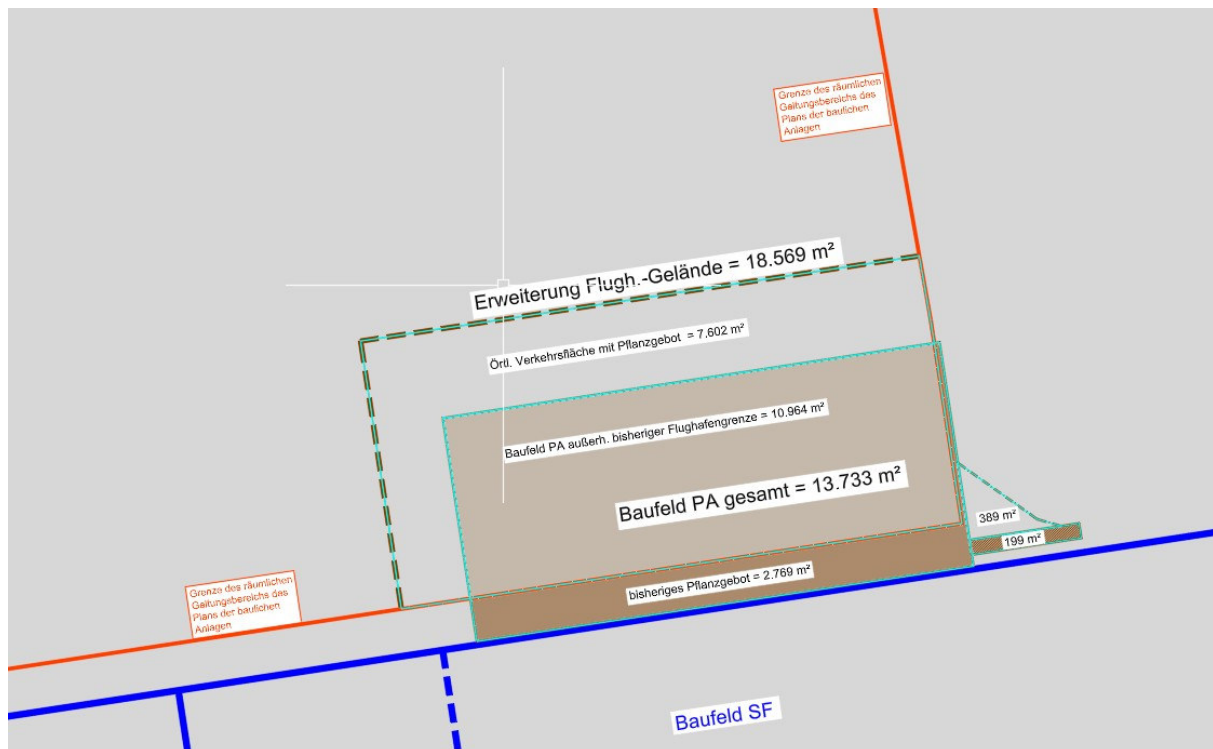 Grenze des räumlichen
Geltungsbereichs des
Plans der baulichen
Anlagen
Erweiterung Flugh.-Gelände = 18.569 m²
Örtl. Verkehrsfläche mit Pflanzgebot = 7.602 m²
Baufeld PA außerh. bisheriger Flughafengrenze = 10.964 m²
Baufeld PA gesamt = 13.733 m²
389 m²
199 m²
bisheriges Pflanzgebot = 2.769 m²
Grenze des räumlichen
Geltungsbereichs des
Plans der baulichen
Anlagen
Baufeld SF